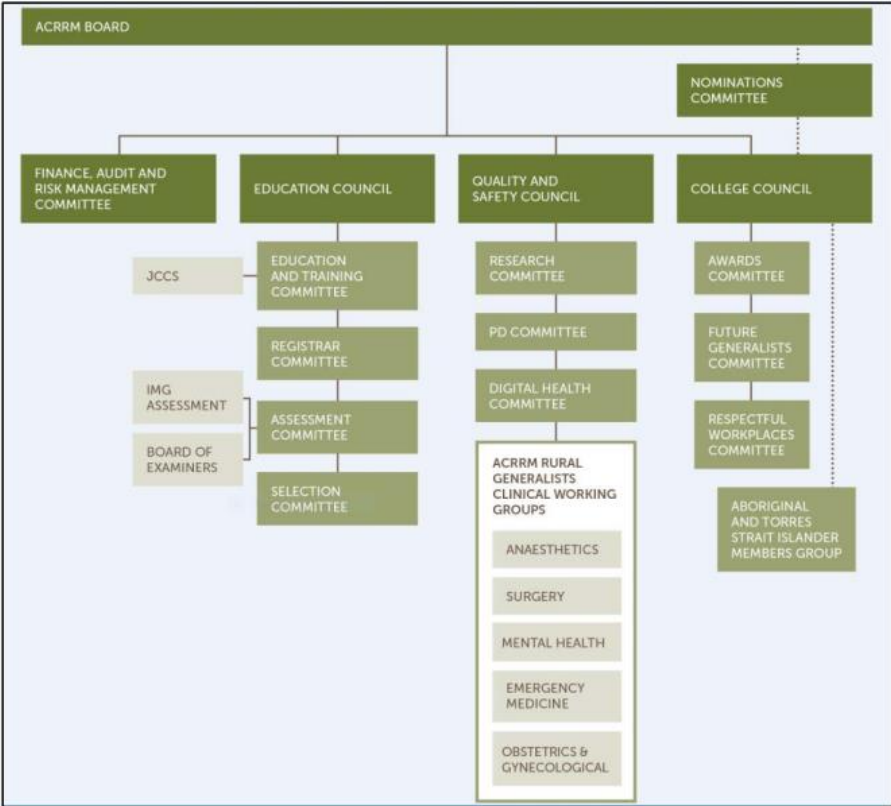 ACRRM BOARD
NOMINATIONS
COMMITTEE
FINANCE, AUDIT AND
RISK MANAGEMENT
COMMITTEE
EDUCATION COUNCIL
QUALITY AND
SAFETY COUNCIL
COLLEGE COUNCIL
JCCS
EDUCATION
AND TRAINING
COMMITTEE
REGISTRAR
COMMITTEE
IMG
ASSESSMENT
BOARD OF
EXAMINERS
ASSESSMENT
COMMITTEE
SELECTION
COMMITTEE
RESEARCH
COMMITTEE
PD COMMITTEE
DIGITAL HEALTH
COMMITTEE
ACRRM RURAL
GENERALISTS
CLINICAL WORKING
GROUPS
ANAESTHETICS
SURGERY
MENTAL HEALTH
EMERGENCY
MEDICINE
OBSTETRICS &
GYNECOLOGICAL
AWARDS
COMMITTEE
FUTURE
GENERALISTS
COMMITTEE
RESPECTFUL
WORKPLACES
COMMITTEE
ABORIGINAL
AND TORRES
STRAIT ISLANDER
MEMBERS GROUP